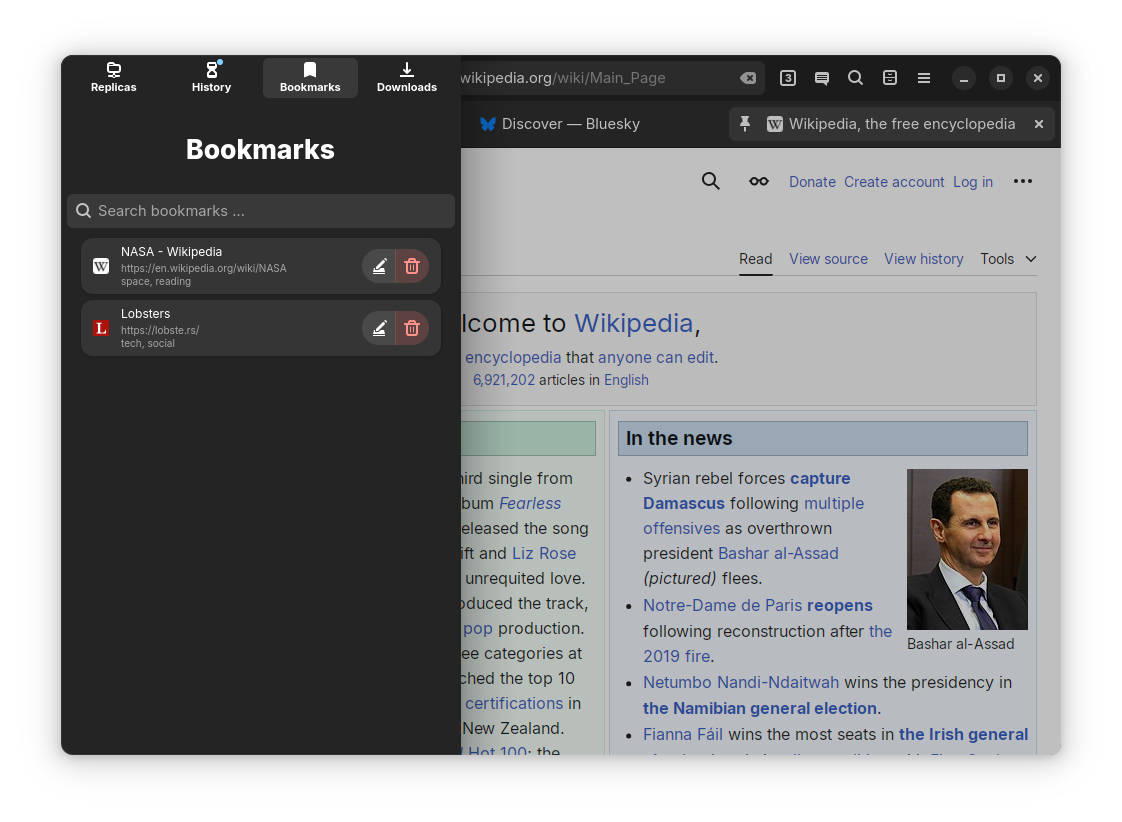 Replicas
History
Bookmarks
Downloads
wikipedia.org/wiki/Main_Page
3
Discover — Bluesky
W Wikipedia, the free encyclopedia
Bookmarks
Search bookmarks ...
W
NASA - Wikipedia
https://en.wikipedia.org/wiki/NASA
space, reading
L
Lobsters
https://lobste.rs/
tech, social
Donate Create account Log in
Read View source View history Tools
lcome to Wikipedia,
encyclopedia that anyone can edit.
6,921,202 articles in English
hird single from
bum Fearless
eleased the song
ift and Liz Rose
unrequited love.
oduced the track,
pop production.
ee categories at
ched the top 10
certifications in
New Zealand.
Hot 100; the
In the news
Syrian rebel forces capture
Damascus following multiple
offensives as overthrown
president Bashar al-Assad
(pictured) flees.
Bashar al-Assad
Notre-Dame de Paris reopens
following reconstruction after the
2019 fire.
Netumbo Nandi-Ndaitwah wins the presidency in
the Namibian general election.
Fianna Fáil wins the most seats in the Irish general